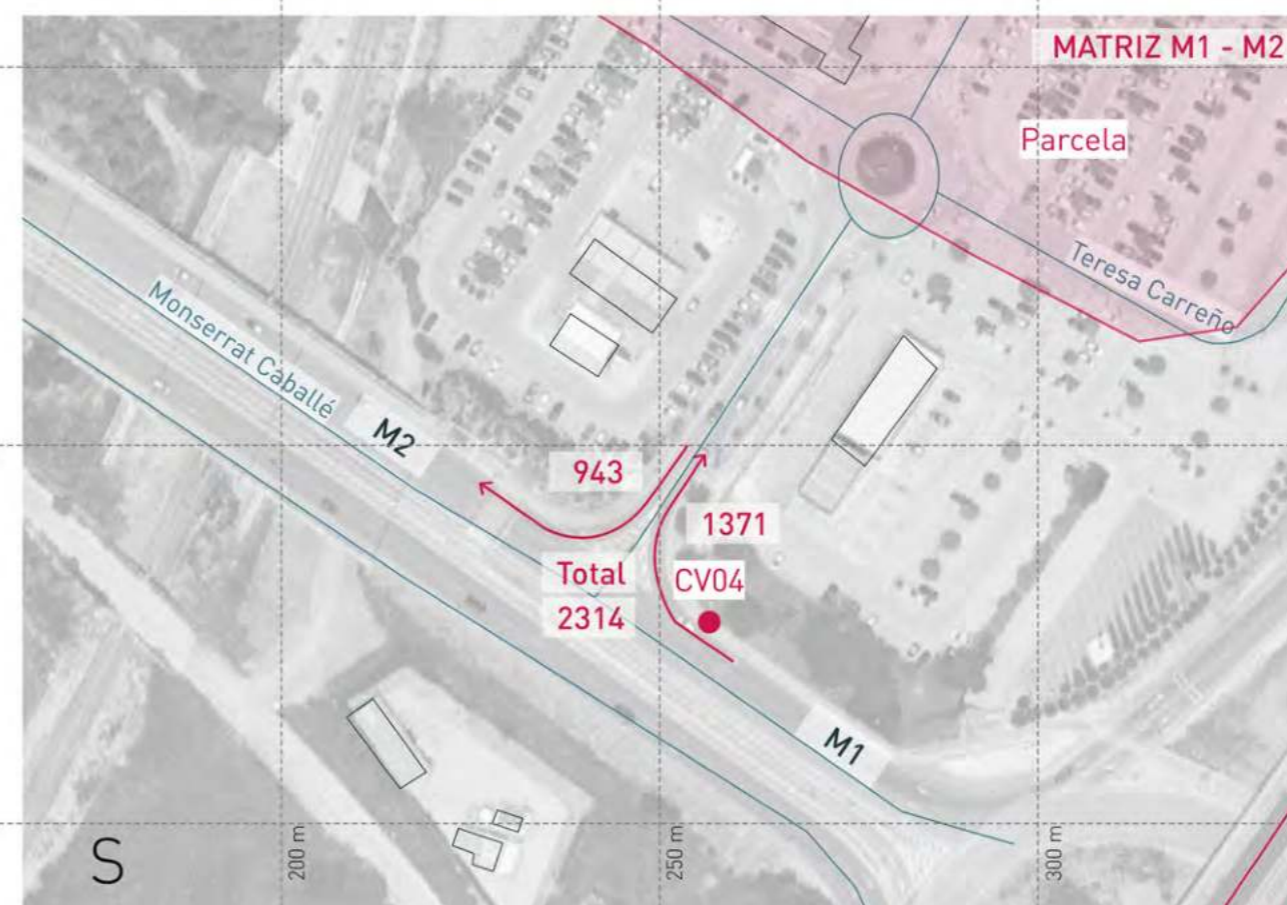 MATRIZ M1 - M2
Parcela
Teresa Carreño
Monserrat Caballé
M2
943
1371
Total
2314
CV04
M1
S
200 m
250 m
300 m